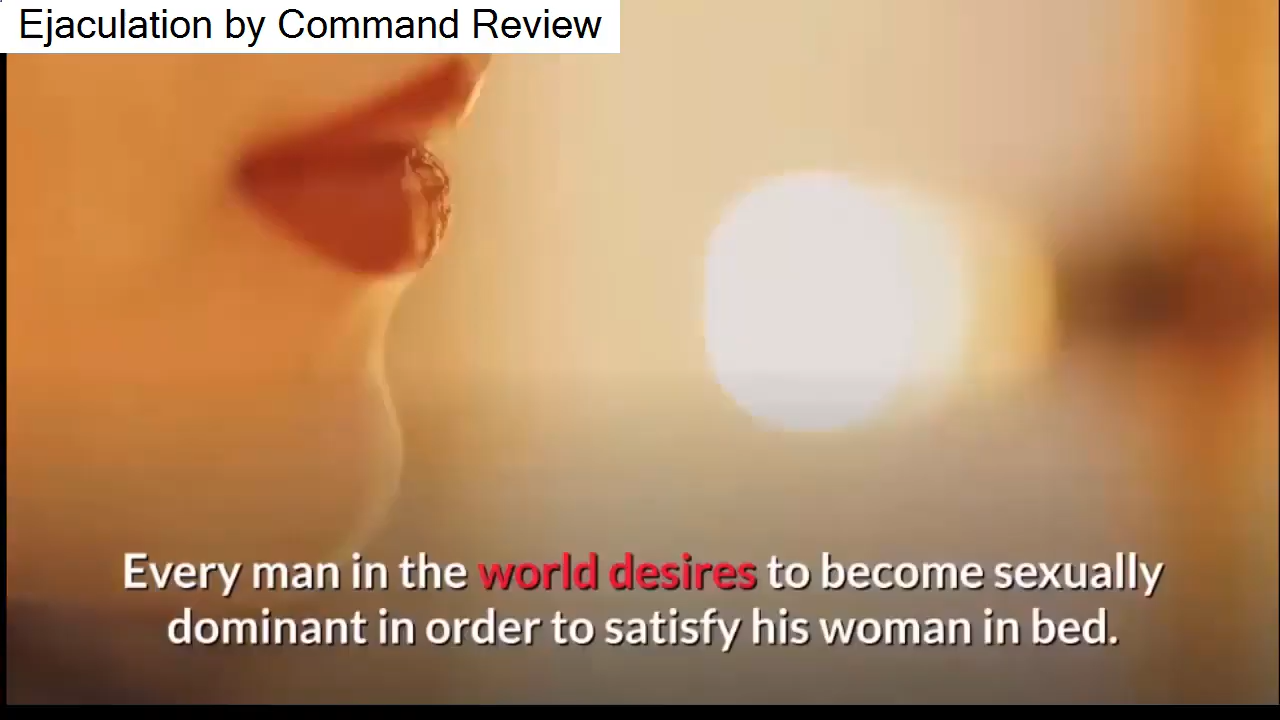 Ejaculation by Command Review
Every man in the world desires to become sexually
dominant in order to satisfy his woman in bed.